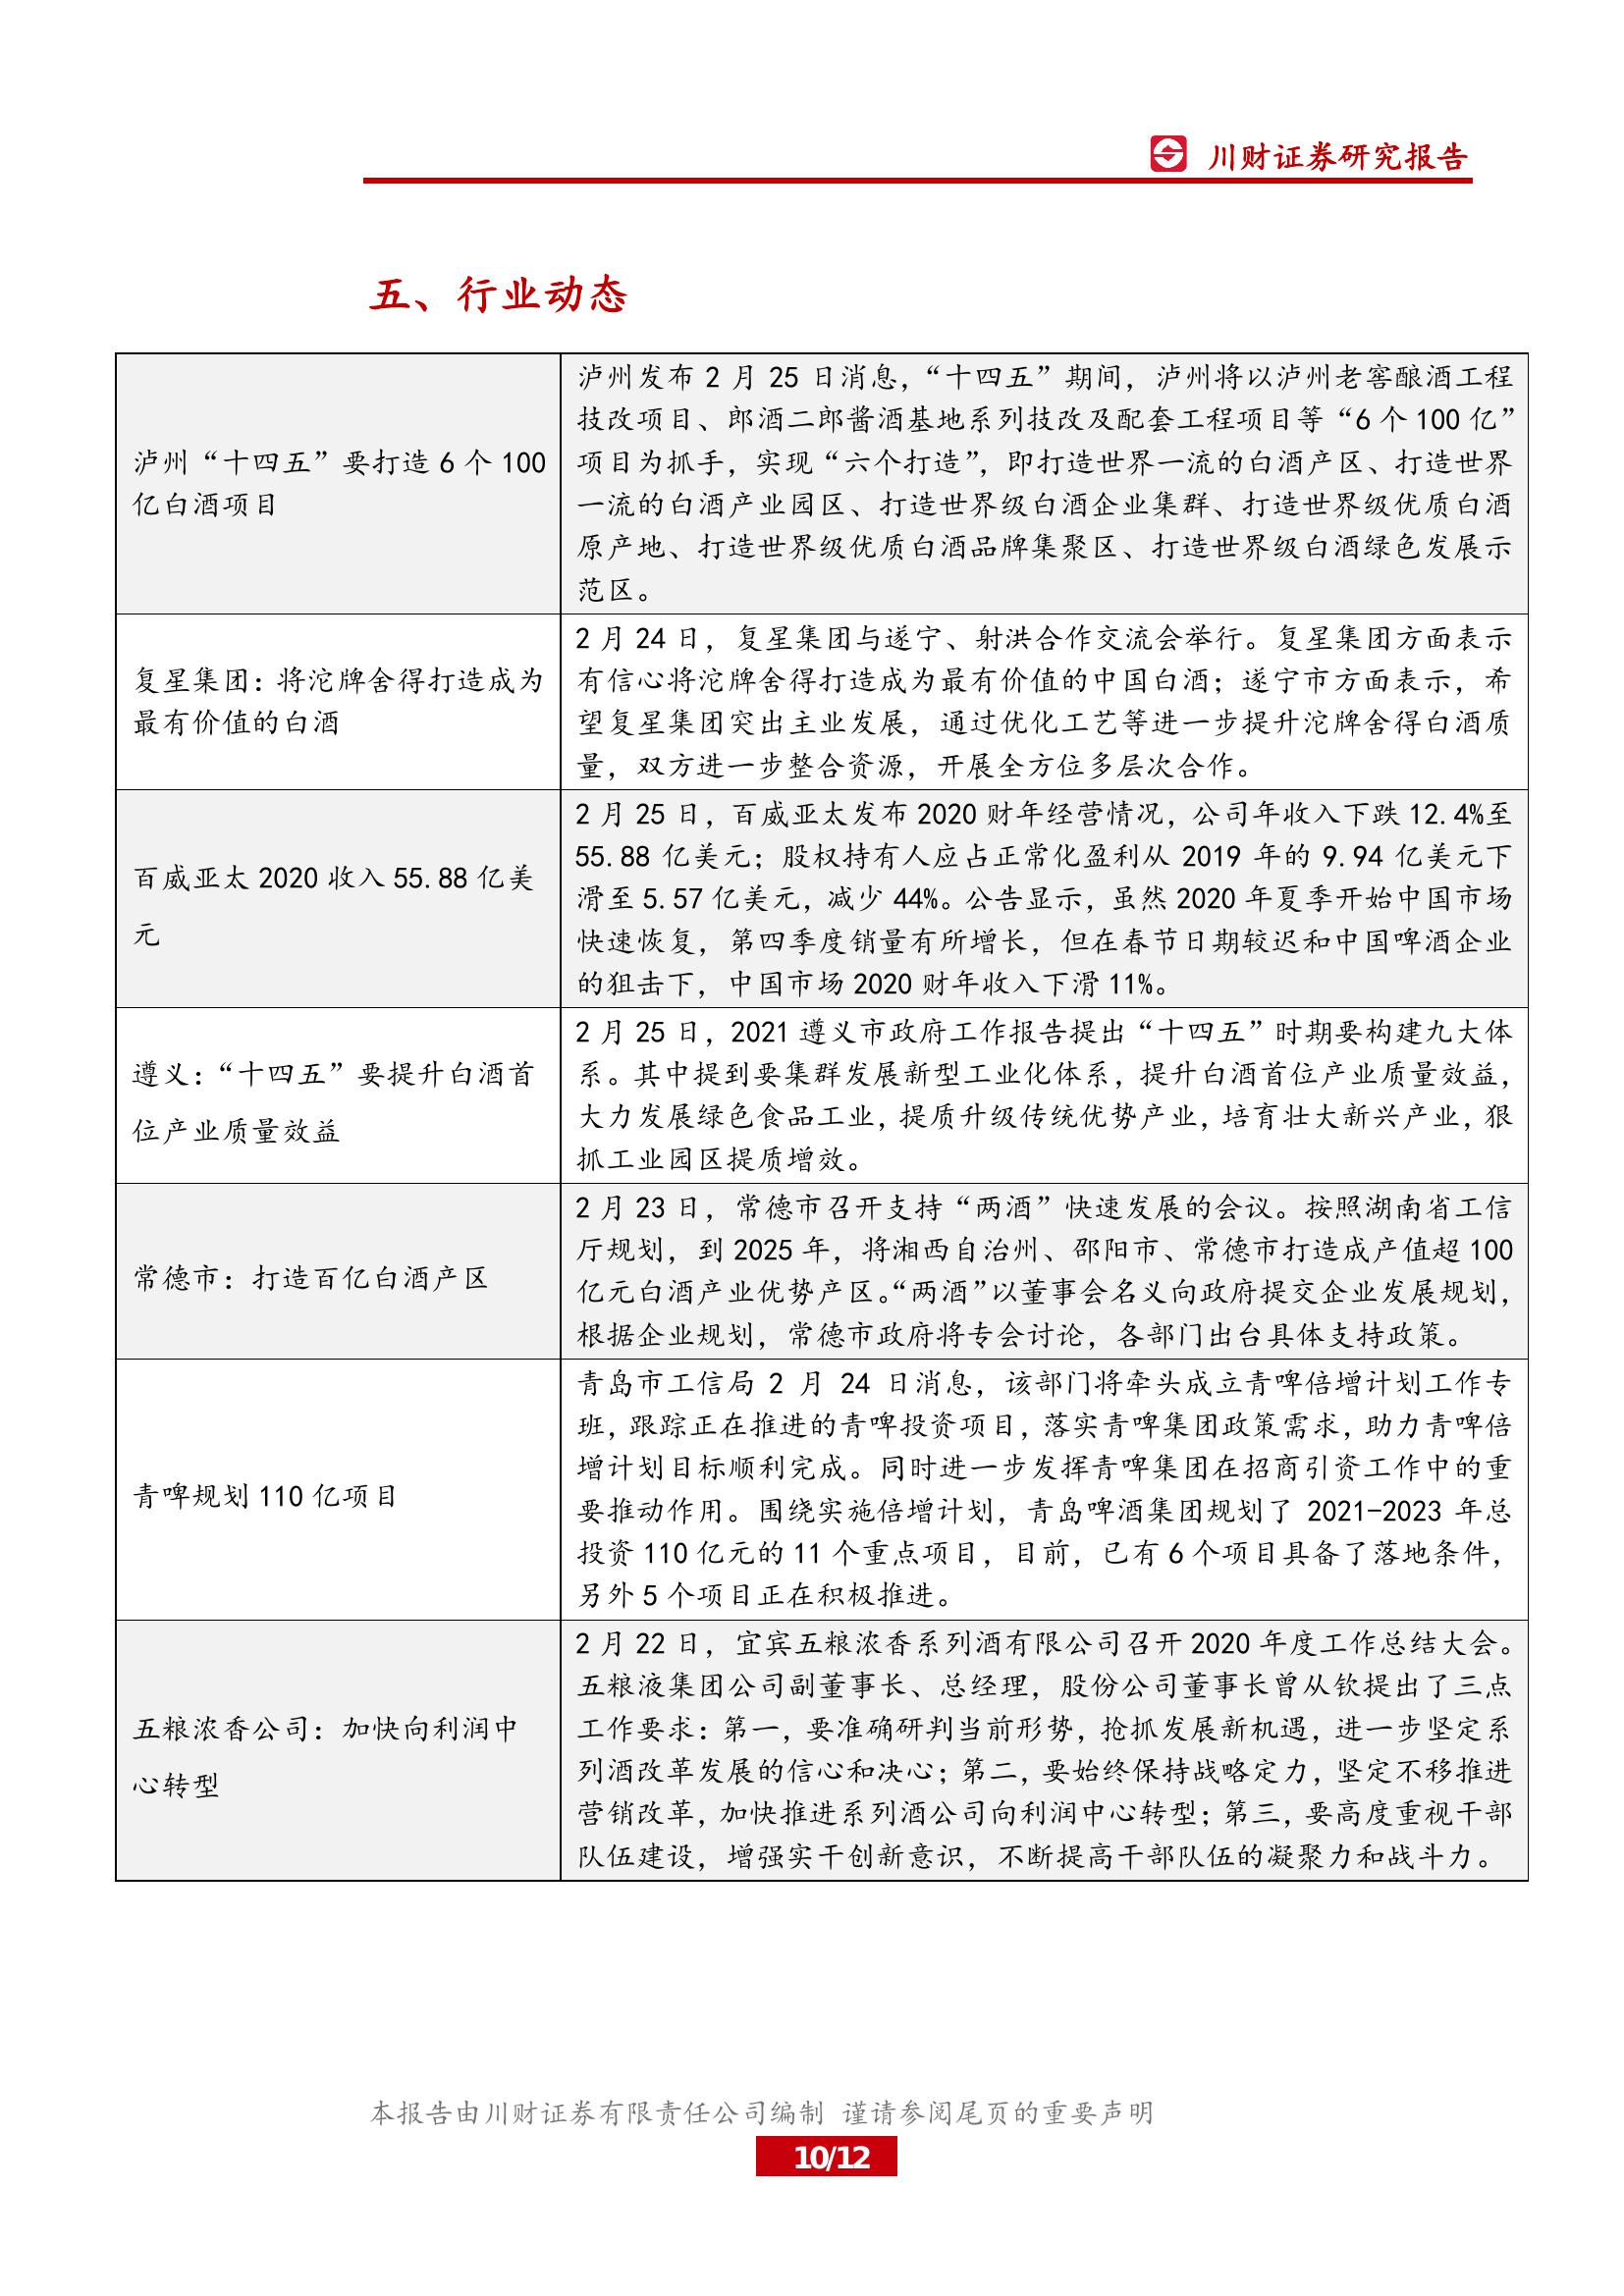 川财证券研究报告
五、行业动态
泸州“十四五”要打造 6 个 100
亿白酒项目
泸州发布 2 月 25 日消息，“十四五”期间，泸州将以泸州老窖酿酒工程
技改项目、郎酒二郎酱酒基地系列技改及配套工程项目等“6 个 100 亿”
项目为抓手，实现“六个打造”，即打造世界一流的白酒产区、打造世界
一流的白酒产业园区、打造世界级白酒企业集群、打造世界级优质白酒
原产地、打造世界级优质白酒品牌集聚区、打造世界级白酒绿色发展示
范区。
复星集团：将沱牌舍得打造成为
最有价值的白酒
2 月 24 日，复星集团与遂宁、射洪合作交流会举行。复星集团方面表示
有信心将沱牌舍得打造成为最有价值的中国白酒；遂宁市方面表示，希
望复星集团突出主业发展，通过优化工艺等进一步提升沱牌舍得白酒质
量，双方进一步整合资源，开展全方位多层次合作。
百威亚太 2020 收入 55.88 亿美
元
2 月 25 日，百威亚太发布 2020 财年经营情况，公司年收入下跌 12.4%至
55.88 亿美元；股权持有人应占正常化盈利从 2019 年的 9.94 亿美元下
滑至 5.57 亿美元，减少 44%。公告显示，虽然 2020 年夏季开始中国市场
快速恢复，第四季度销量有所增长，但在春节日期较迟和中国啤酒企业
的狙击下，中国市场 2020 财年收入下滑 11%。
遵义：“十四五”要提升白酒首
位产业质量效益
2 月 25 日，2021 遵义市政府工作报告提出“十四五”时期要构建九大体
系。其中提到要集群发展新型工业化体系，提升白酒首位产业质量效益，
大力发展绿色食品工业，提质升级传统优势产业，培育壮大新兴产业，狠
抓工业园区提质增效。
常德市：打造百亿白酒产区
2 月 23 日，常德市召开支持“两酒”快速发展的会议。按照湖南省工信
厅规划，到 2025 年，将湘西自治州、邵阳市、常德市打造成产值超 100
亿元白酒产业优势产区。“两酒”以董事会名义向政府提交企业发展规划，
根据企业规划，常德市政府将专会讨论，各部门出台具体支持政策。
青啤规划 110 亿项目
青岛市工信局 2 月 24 日消息，该部门将牵头成立青啤倍增计划工作专
班，跟踪正在推进的青啤投资项目，落实青啤集团政策需求，助力青啤倍
增计划目标顺利完成。同时进一步发挥青啤集团在招商引资工作中的重
要推动作用。围绕实施倍增计划，青岛啤酒集团规划了 2021-2023 年总
投资 110 亿元的 11 个重点项目，目前，已有 6 个项目具备了落地条件，
另外 5 个项目正在积极推进。
五粮浓香公司：加快向利润中
心转型
2 月 22 日，宜宾五粮浓香系列酒有限公司召开 2020 年度工作总结大会。
五粮液集团公司副董事长、总经理，股份公司董事长曾从钦提出了三点
工作要求：第一，要准确研判当前形势，抢抓发展新机遇，进一步坚定系
列酒改革发展的信心和决心；第二，要始终保持战略定力，坚定不移推进
营销改革，加快推进系列酒公司向利润中心转型；第三，要高度重视干部
队伍建设，增强实干创新意识，不断提高干部队伍的凝聚力和战斗力。
本报告由川财证券有限责任公司编制 谨请参阅尾页的重要声明
10/12